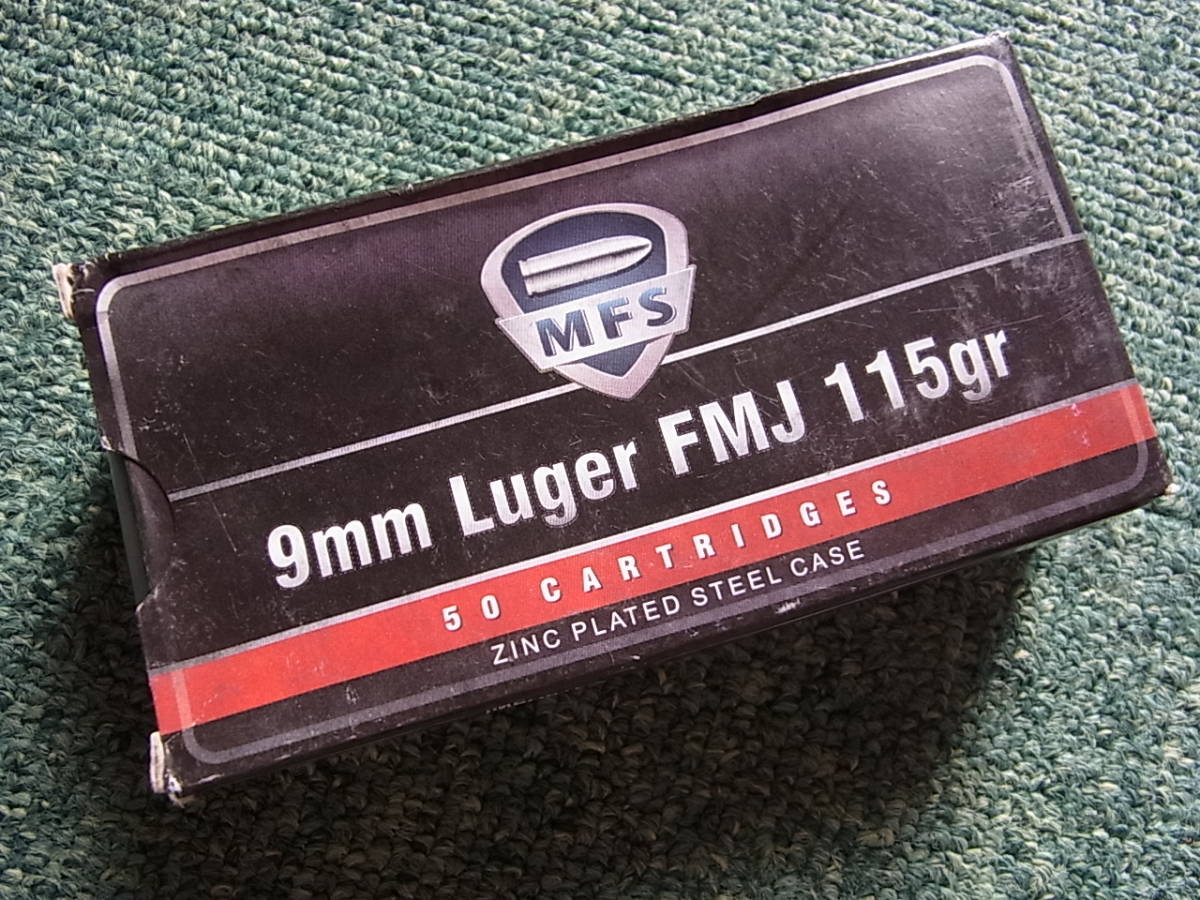 MFS
9mm Luger FMJ 115gr
50 CARTRIDGES
ZINC PLATED STEEL CASE